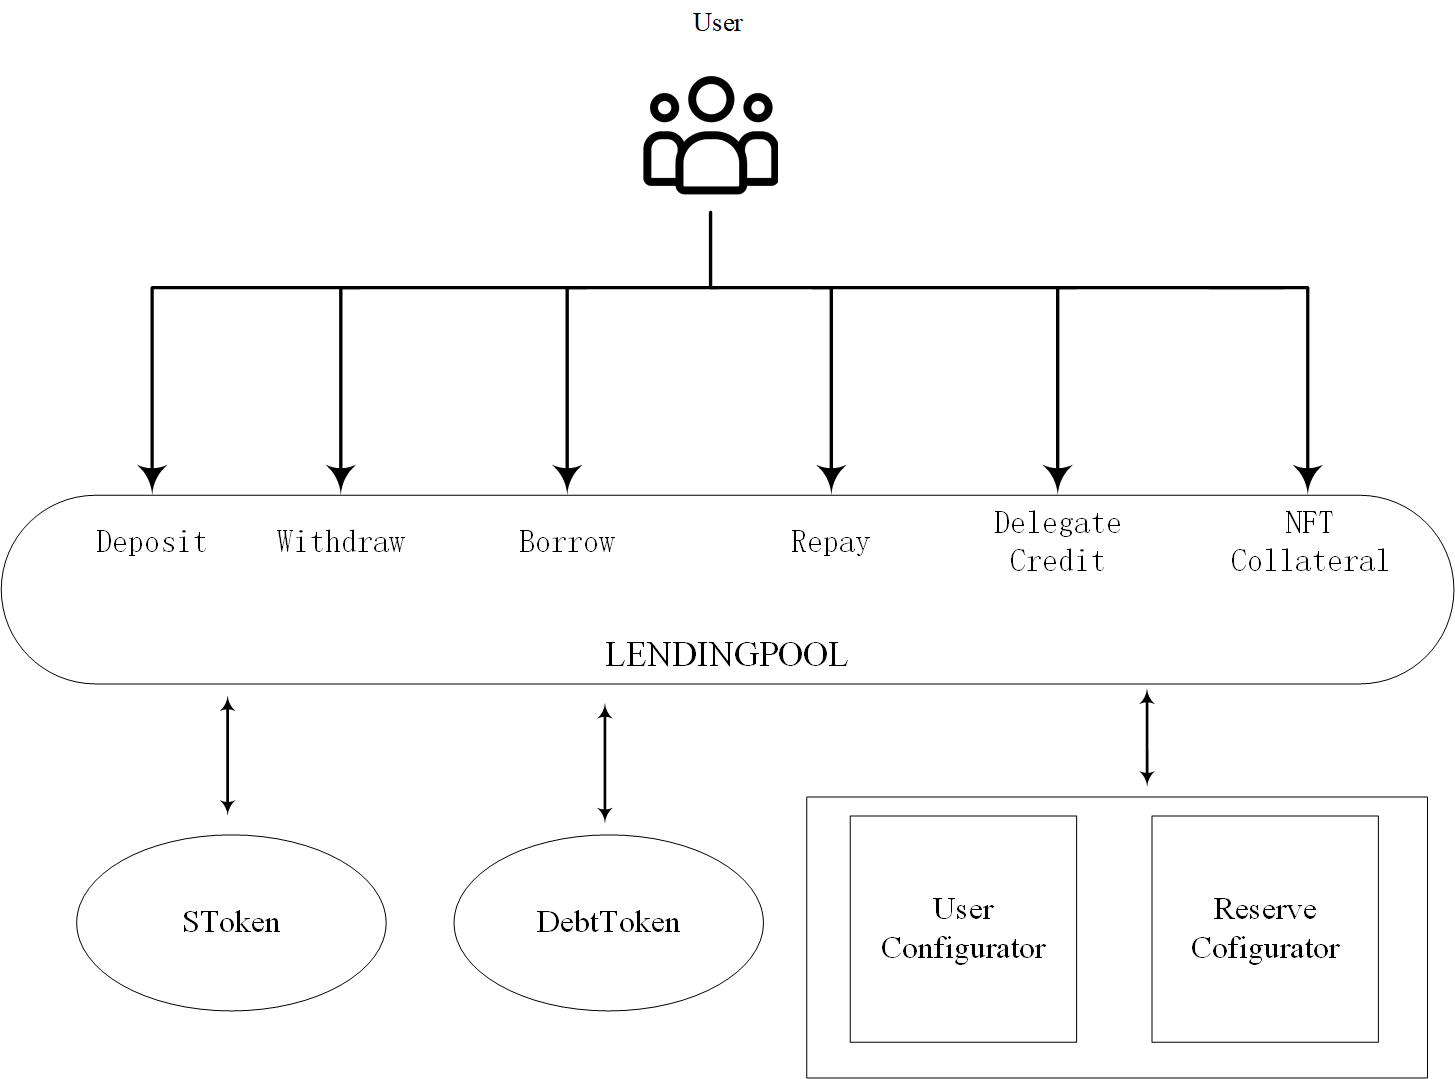 User
Deposit
Withdraw
Borrow
Repay
Delegate
Credit
NFT
Collateral
LENDINGPOOL
SToken
DebtToken
User
Configurator
Reserve
Cofigurator